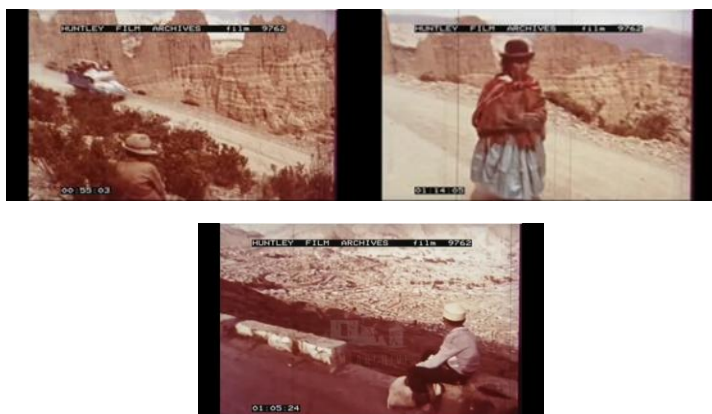 HUNTLEY FILM ARCHIVES film 9762
00:55:03
HUNTLEY FILM ARCHIVES film 9762
01:14:05
HUNTLEY FILM ARCHIVES film 9762
01:05:24